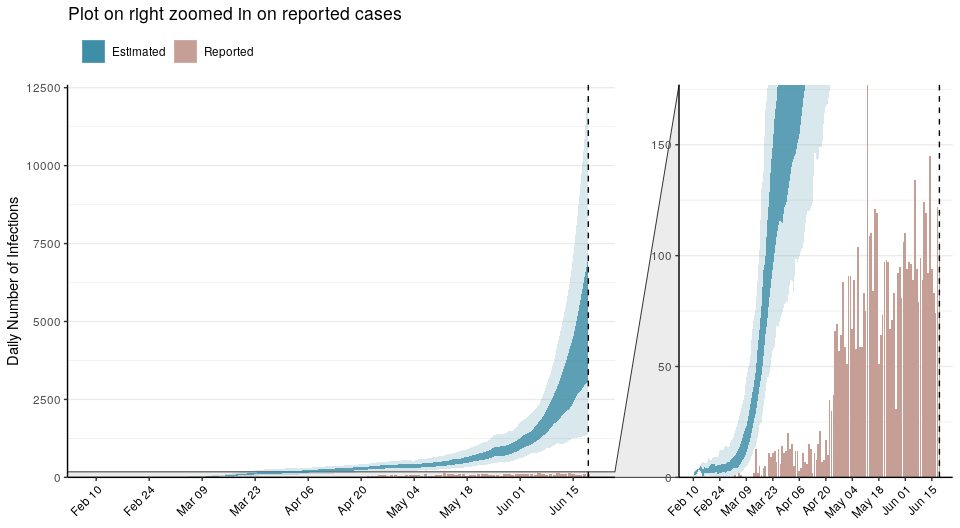 Plot on right zoomed in on reported cases
Estimated
Reported
Daily Number of Infections
12500
10000
7500
5000
2500
0
Feb 10
Feb 24
Mar 09
Mar 23
Apr 06
Apr 20
May 04
May 18
Jun 01
Jun 15
150
100
50
0
Feb 10
Feb 24
Mar 09
Mar 23
Apr 06
Apr 20
May 04
May 18
Jun 01
Jun 15